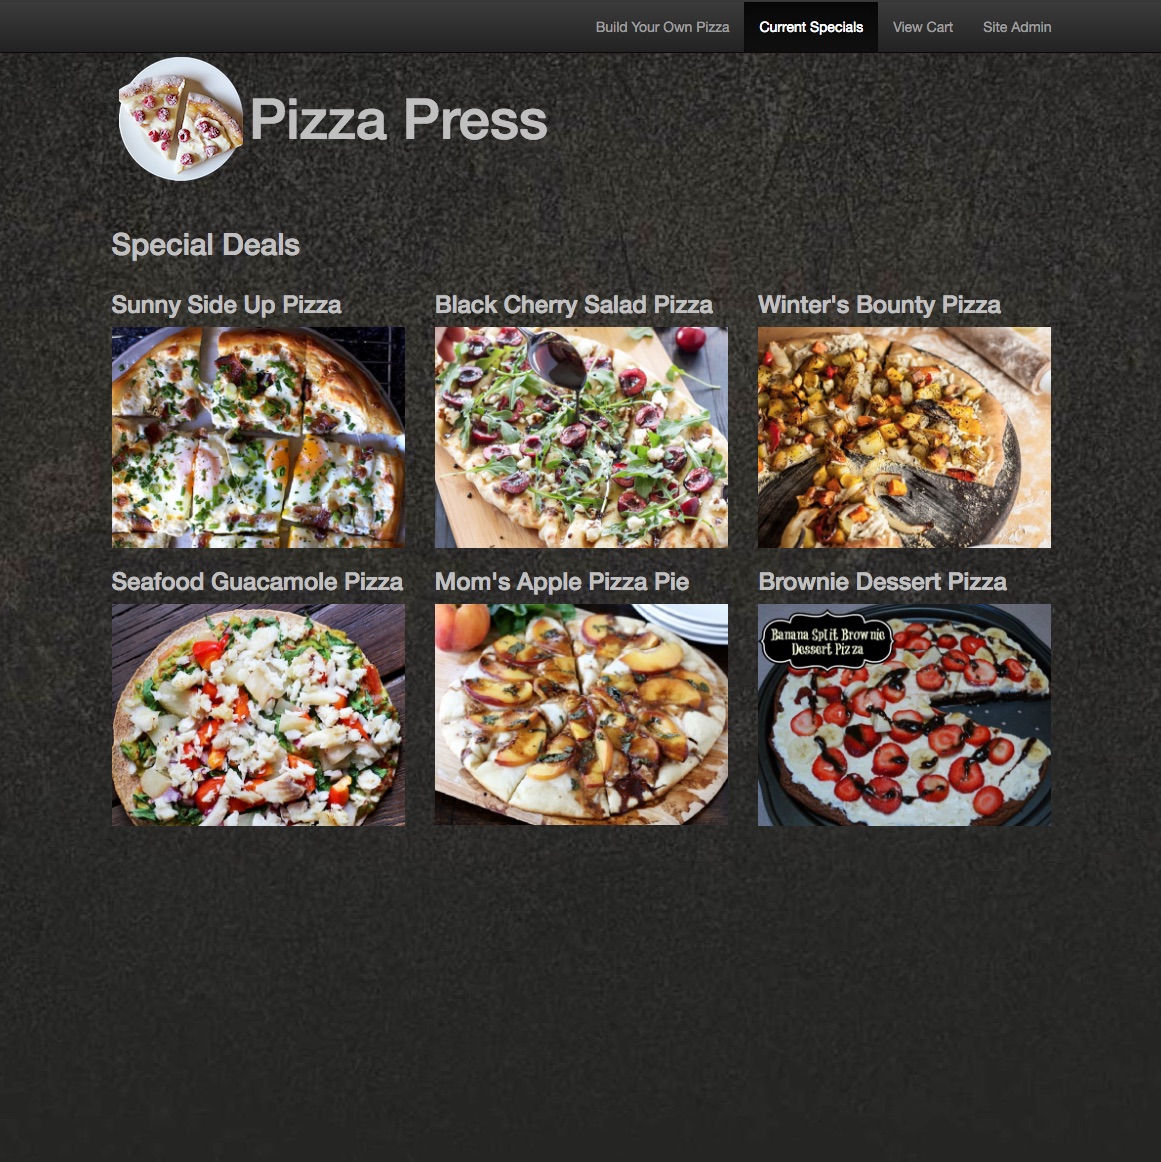 Build Your Own Pizza Current Specials View Cart Site Admin
Pizza Press
Special Deals
Sunny Side Up Pizza Black Cherry Salad Pizza Winter's Bounty Pizza
Seafood Guacamole Pizza Mom's Apple Pizza Pie Brownie Dessert Pizza
Banana Split Brownie
Dessert Pizza